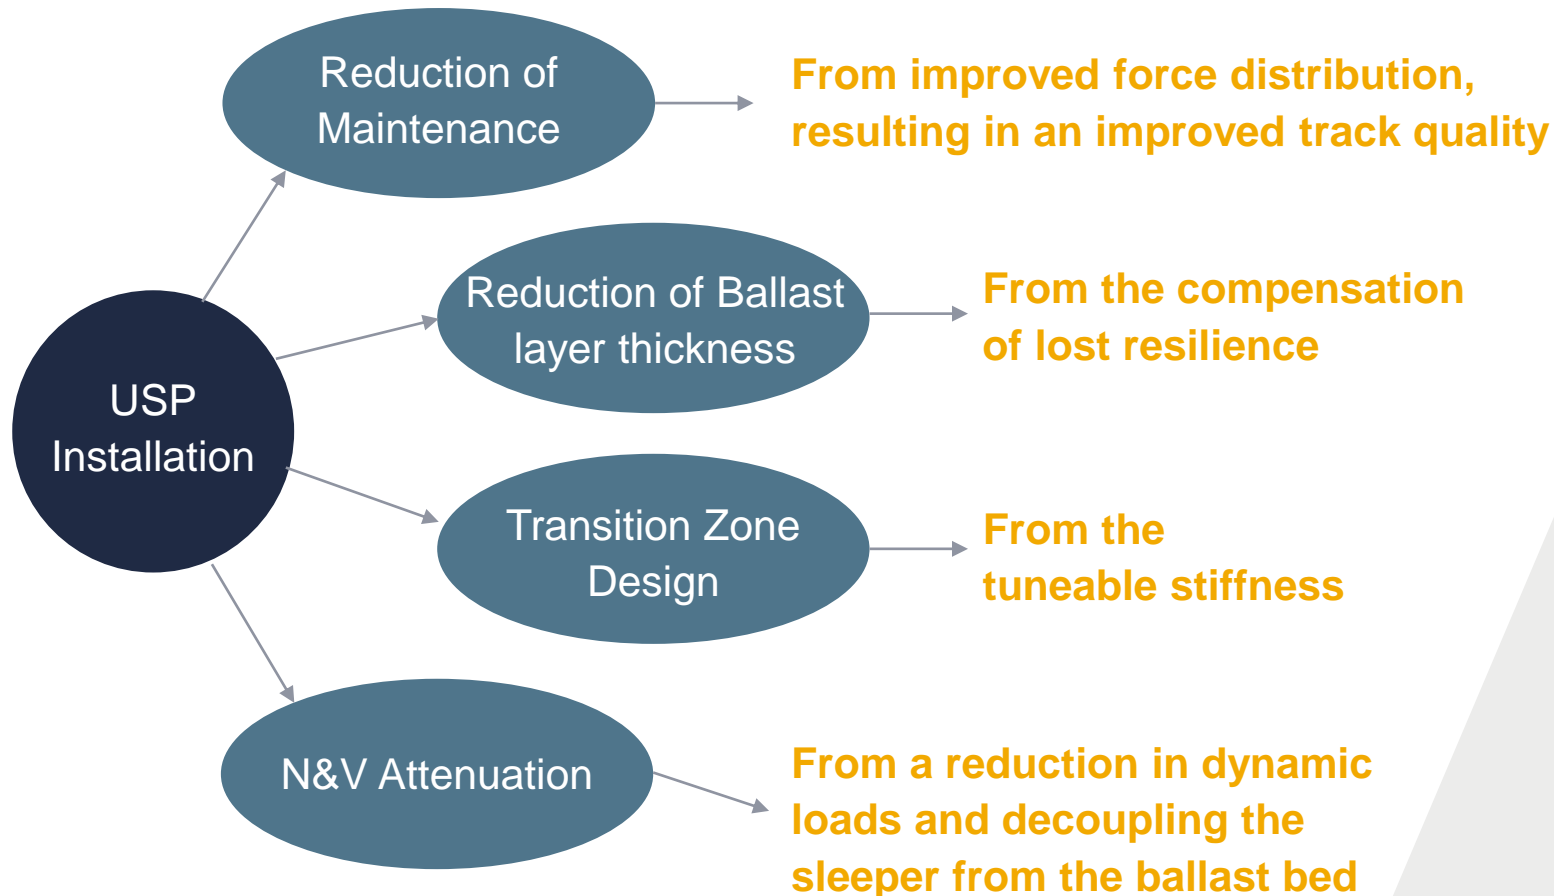 Reduction of
Maintenance
From improved force distribution,
resulting in an improved track quality
Reduction of Ballast
layer thickness
From the compensation
of lost resilience
USP
Installation
Transition Zone
Design
From the
tuneable stiffness
N&V Attenuation
From a reduction in dynamic
loads and decoupling the
sleeper from the ballast bed